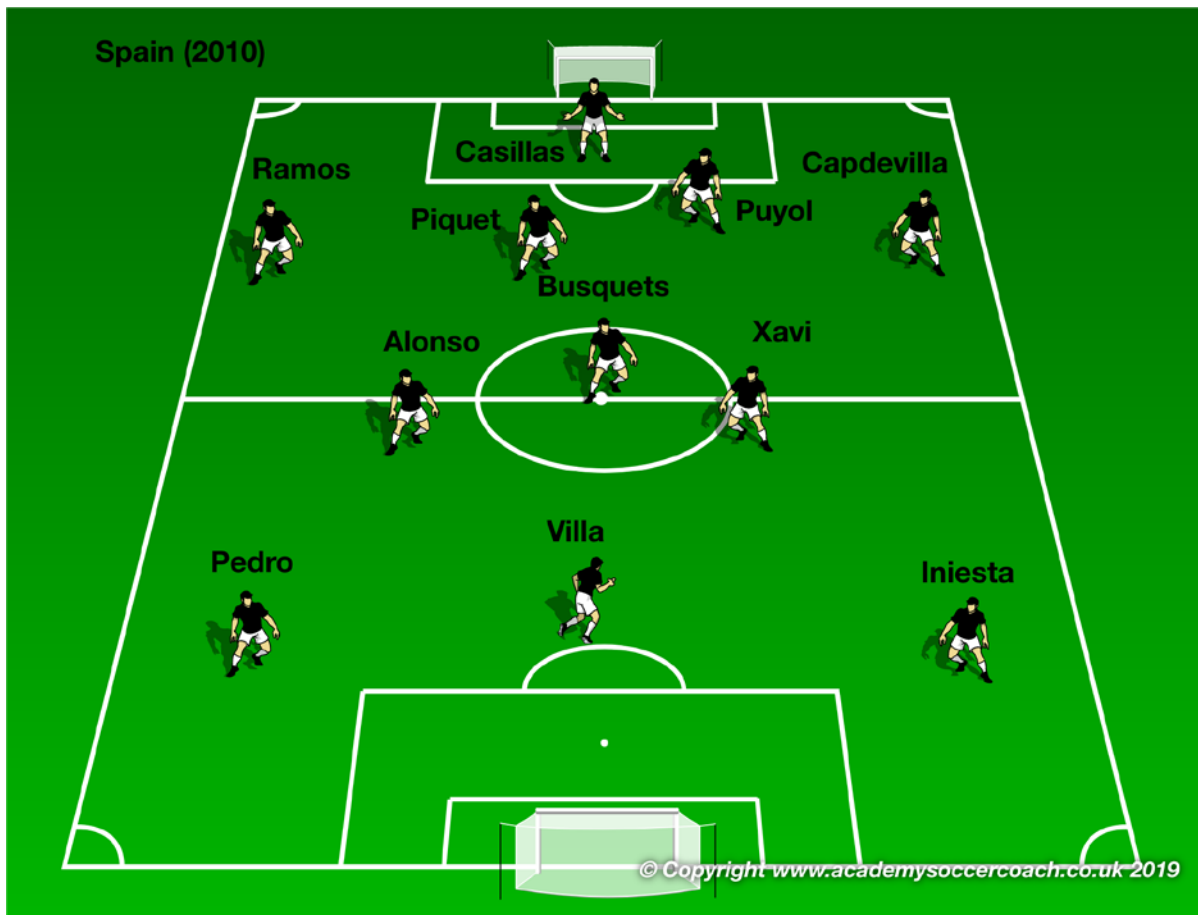 Spain (2010)
Casillas
Ramos
Capdevilla
Piquet
Puyol
Busquets
Alonso
Xavi
Villa
Pedro
Iniesta
© Copyright www.academysoccercoach.co.uk 2019